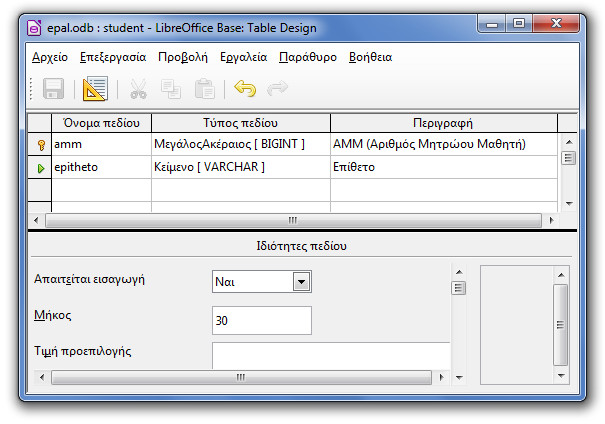 epal.odb : student - LibreOffice Base: Table Design
Αρχείο Επεξεργασία Προβολή Εργαλεία Παράθυρο Βοήθεια
Όνομα πεδίου Τύπος πεδίου Περιγραφή
amm ΜεγάλοςΑκέραιος [ BIGINT ] ΑΜΜ (Αριθμός Μητρώου Μαθητή)
epitheto Κείμενο [ VARCHAR ] Επίθετο
Ιδιότητες πεδίου
Απαιτείται εισαγωγή Ναι
Μήκος 30
Τιμή προεπιλογής